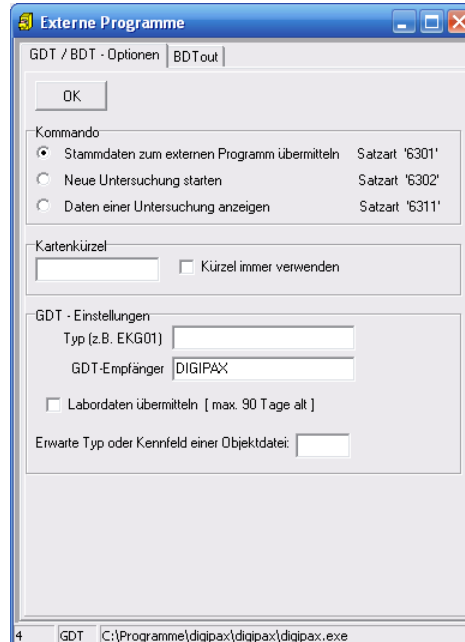 Externe Programme
GDT / BDT - Optionen BDTout
OK
Kommando
Stammdaten zum externen Programm übermitteln Satzart '6301'
Neue Untersuchung starten Satzart '6302'
Daten einer Untersuchung anzeigen Satzart '6311'
Kartenkürzel
Kürzel immer verwenden
GDT - Einstellungen
Typ (z.B. EKG01)
GDT-Empfänger DIGIPAX
Labordaten übermitteln [ max. 90 Tage alt ]
Erwarte Typ oder Kennfeld einer Objektdatei:
4 GDT C:\Programme\digipax\digipax\digipax.exe